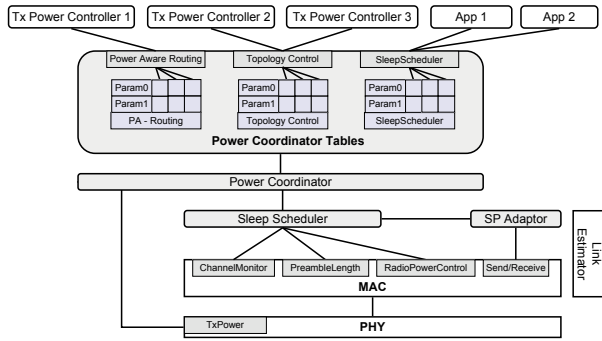 Tx Power Controller 1
Tx Power Controller 2
Tx Power Controller 3
App 1
App 2
Power Aware Routing
Topology Control
SleepScheduler
Param0
Param0
Param0
Param1
Param1
Param1
PA - Routing
Topology Control
SleepScheduler
Power Coordinator Tables
Power Coordinator
Sleep Scheduler
SP Adaptor
Link
Estimator
ChannelMonitor
PreambleLength
RadioPowerControl
Send/Receive
MAC
TxPower
PHY